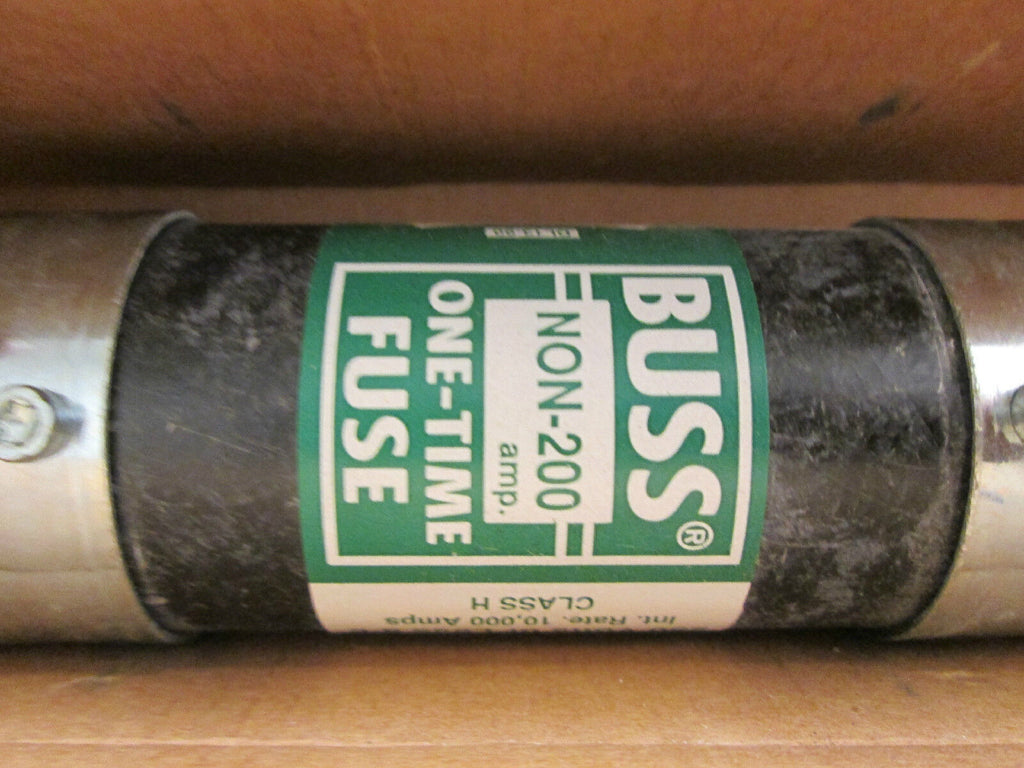 BUSS®
NON-200
amp.
ONE-TIME
FUSE
CLASS H
Int. Rate. 10,000 Amps